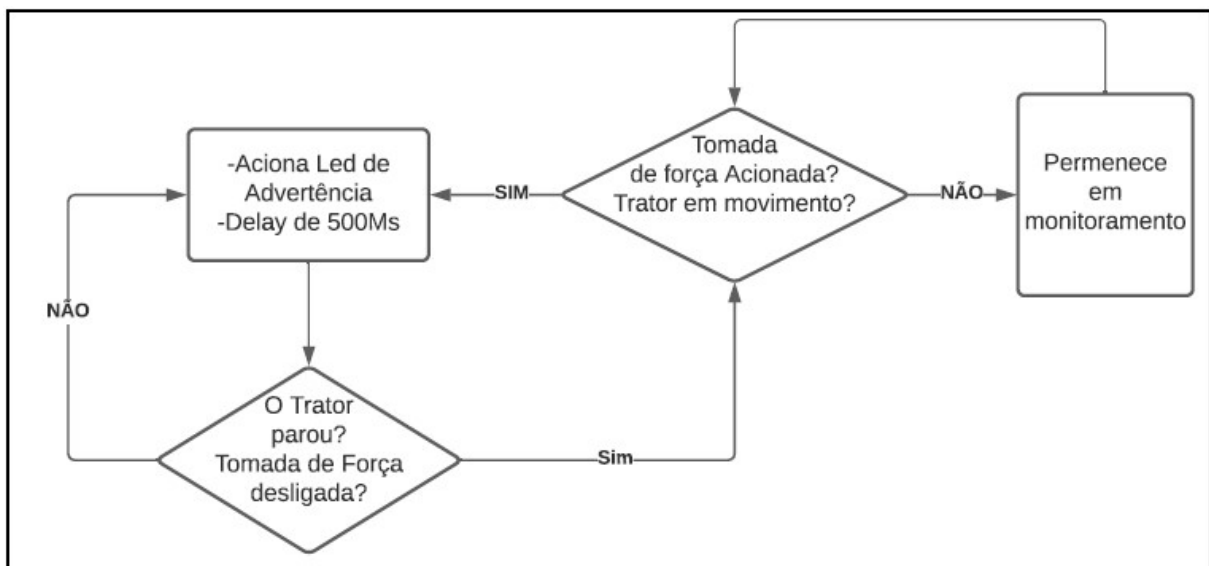 Tomada
de força Acionada?
Trator em movimento?
SIM
NÃO
-Aciona Led de
Advertência
-Delay de 500Ms
Permenece
em
monitoramento
NÃO
O Trator
parou?
Tomada de Força
desligada?
Sim